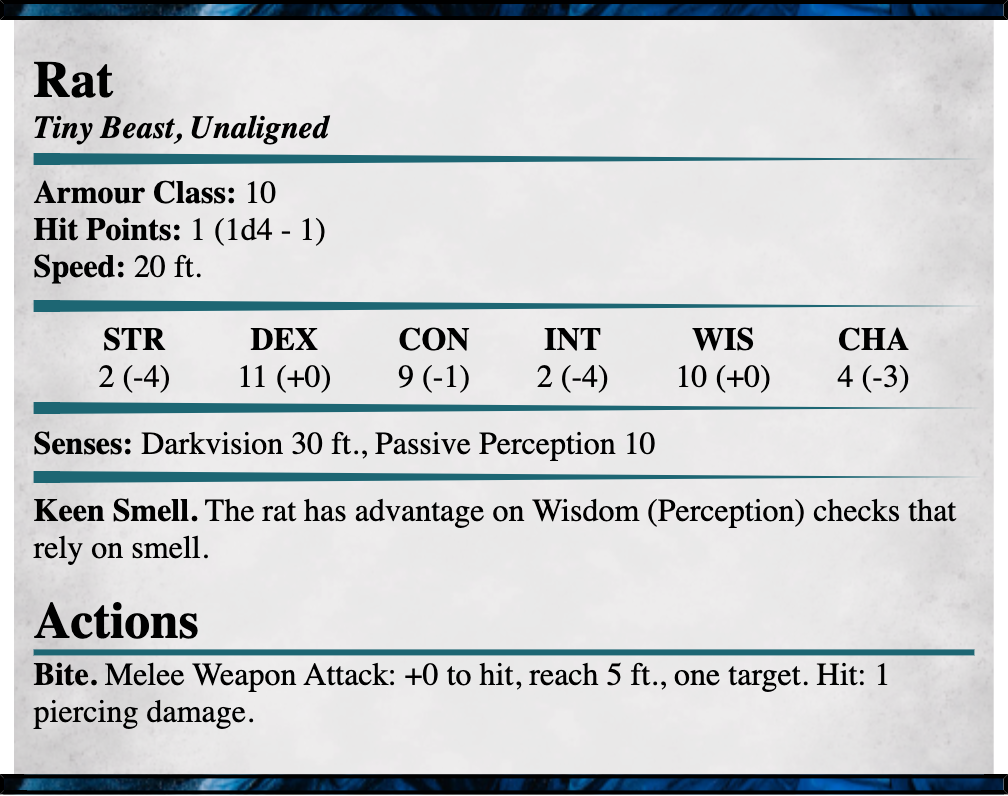 Rat
Tiny Beast, Unaligned
Armour Class: 10
Hit Points: 1 (1d4 - 1)
Speed: 20 ft.
STR DEX CON INT WIS CHA
2 (-4) 11 (+0) 9 (-1) 2 (-4) 10 (+0) 4 (-3)
Senses: Darkvision 30 ft., Passive Perception 10
Keen Smell. The rat has advantage on Wisdom (Perception) checks that
rely on smell.
Actions
Bite. Melee Weapon Attack: +0 to hit, reach 5 ft., one target. Hit: 1
piercing damage.